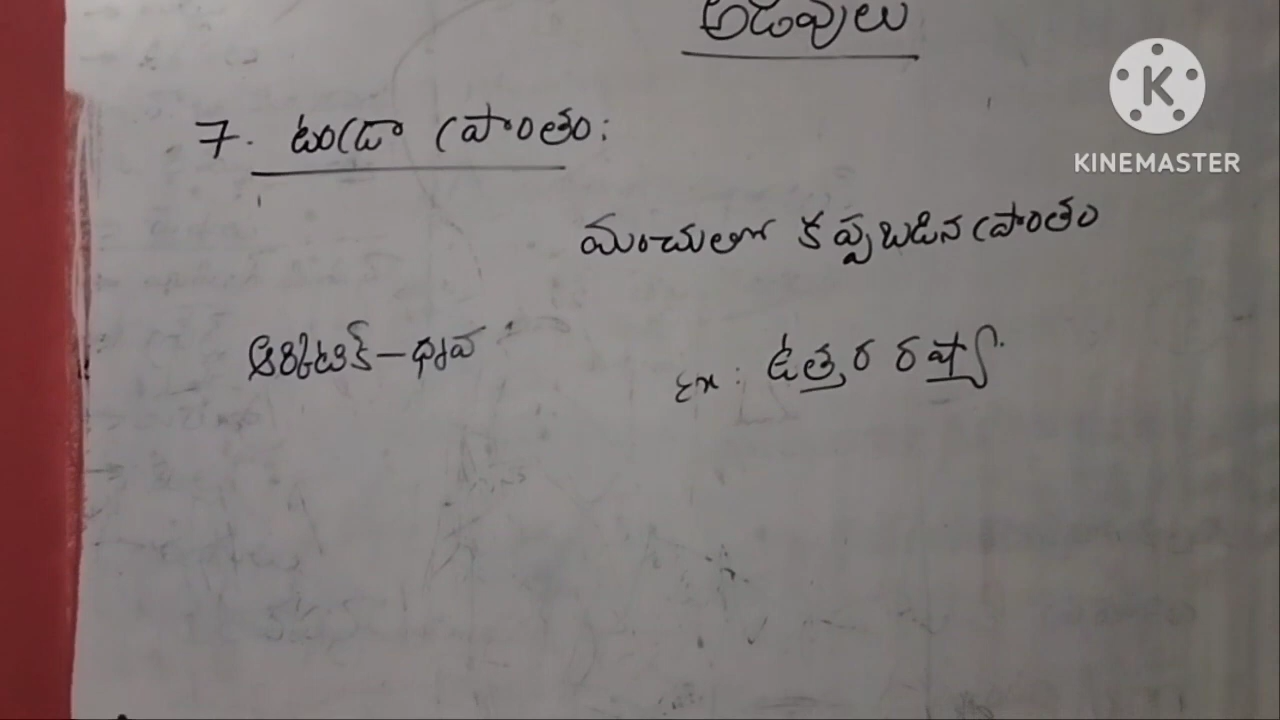 అడవులు
7. టండ్రా ప్రాంతం:
మంచుతో కప్పబడిన ప్రాంతం
ఆర్కిటిక్ - ధృవ
Ex: ఉత్తర రష్యా.
K
KINEMASTER